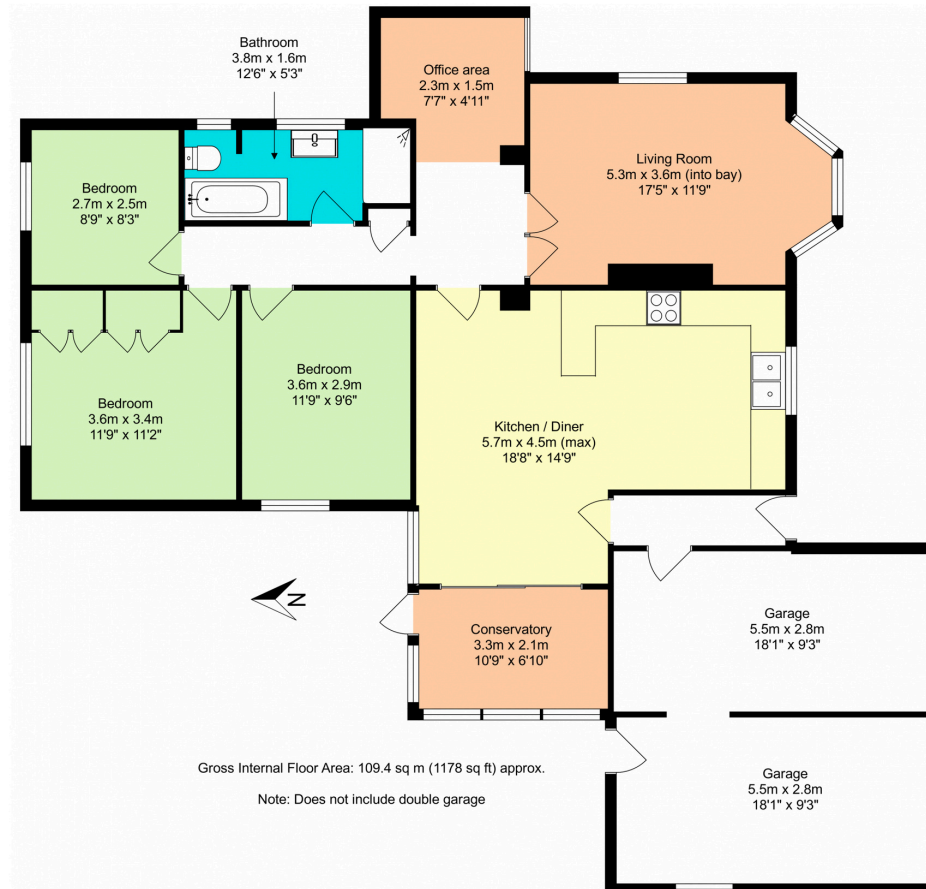 Bathroom
3.8m x 1.6m
12'6" x 5'3"
Office area
2.3m x 1.5m
7'7" x 4'11"
Living Room
5.3m x 3.6m (into bay)
17'5" x 11'9"
Bedroom
2.7m x 2.5m
8'9" x 8'3"
Bedroom
3.6m x 2.9m
11'9" x 9'6"
Bedroom
3.6m x 3.4m
11'9" x 11'2"
Kitchen / Diner
5.7m x 4.5m (max)
18'8" x 14'9"
N
Conservatory
3.3m x 2.1m
10'9" x 6'10"
Garage
5.5m x 2.8m
18'1" x 9'3"
Garage
5.5m x 2.8m
18'1" x 9'3"
Gross Internal Floor Area: 109.4 sq m (1178 sq ft) approx.
Note: Does not include double garage